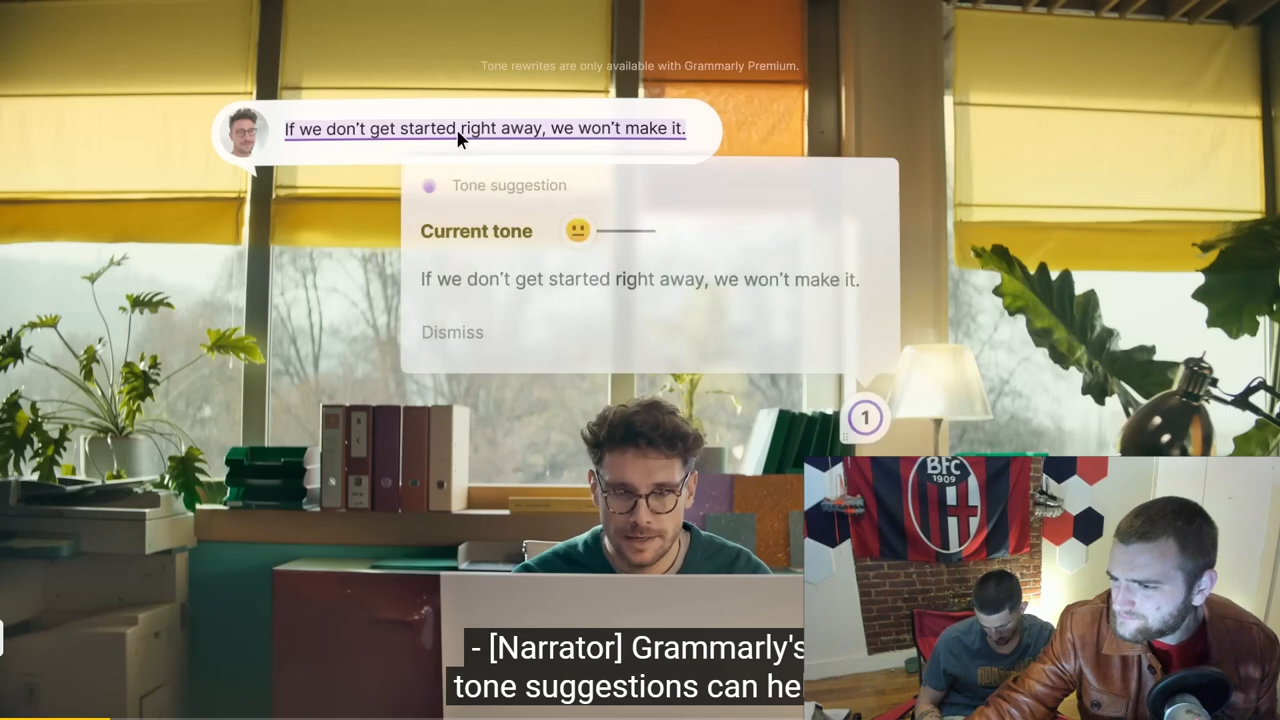 Tone rewrites are only available with Grammarly Premium.
If we don't get started right away, we won't make it.
Tone suggestion
Current tone
If we don't get started right away, we won't make it.
Dismiss
1
BFC
1909
- [Narrator] Grammarly's
tone suggestions can he